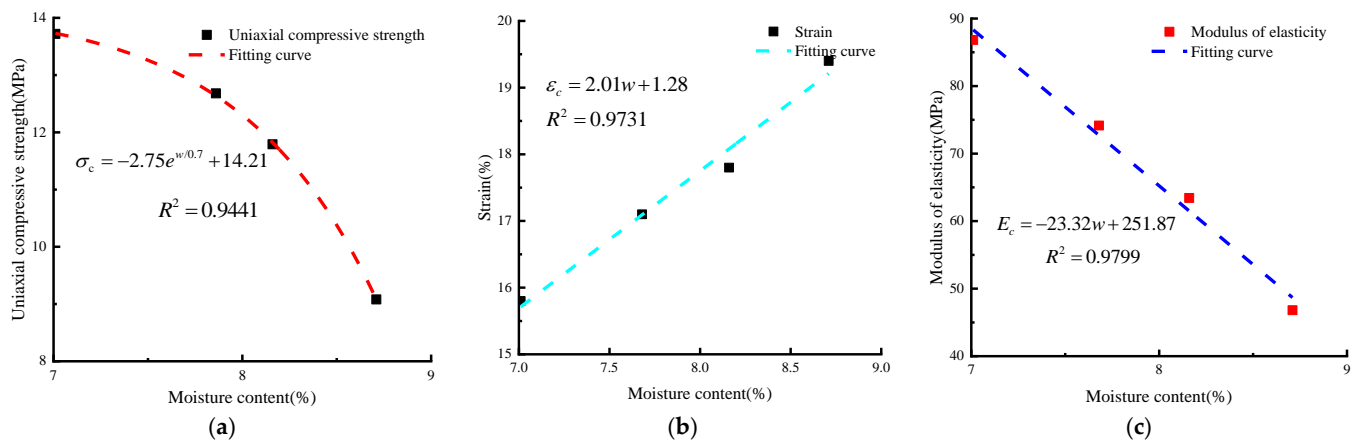 14
12
10
8
7
8
9
Uniaxial compressive strength(MPa)
Moisture content(%)
Uniaxial compressive strength
Fitting curve
σc = −2.75e^{w/0.7} + 14.21
R² = 0.9441
(a)
20
19
18
17
16
15
7.0
7.5
8.0
8.5
9.0
Strain(%)
Moisture content(%)
Strain
Fitting curve
εc = 2.01w + 1.28
R² = 0.9731
(b)
90
80
70
60
50
40
7
8
9
Modulus of elasticity(MPa)
Moisture content(%)
Modulus of elasticity
Fitting curve
Ec = −23.32w + 251.87
R² = 0.9799
(c)